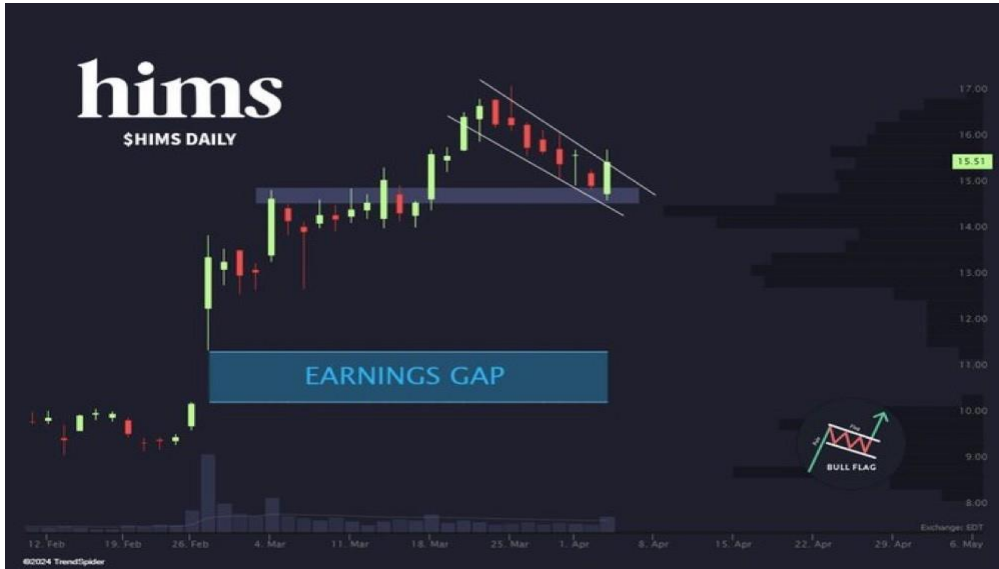 hims
$HIMS DAILY
17.00
16.00
15.51
15.00
14.00
13.00
12.00
11.00
EARNINGS GAP
10.00
9.00
8.00
Pole
Flag
BULL FLAG
Exchange: EDT
12. Feb 19. Feb 26. Feb 4. Mar 11. Mar 18. Mar 25. Mar 1. Apr 8. Apr 15. Apr 22. Apr 29. Apr 6. May
©2024 TrendSpider